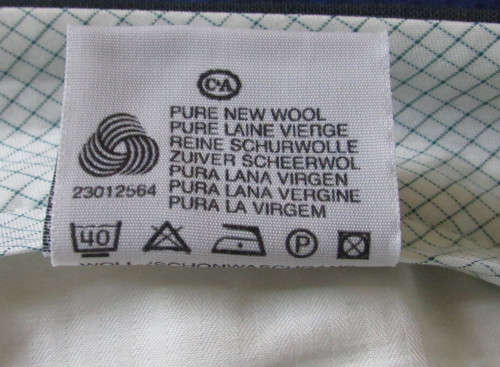 C&A
PURE NEW WOOL
PURE LAINE VIERGE
REINE SCHURWOLLE
ZUIVER SCHEERWOL
PURA LANA VIRGEN
23012564 PURA LANA VERGINE
PURA LA VIRGEM
40 P